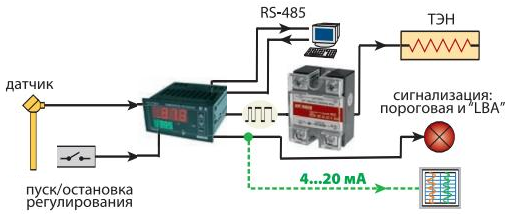 RS-485
ТЭН
датчик
сигнализация:
пороговая и “LBA”
пуск/остановка
регулирования
4...20 мА